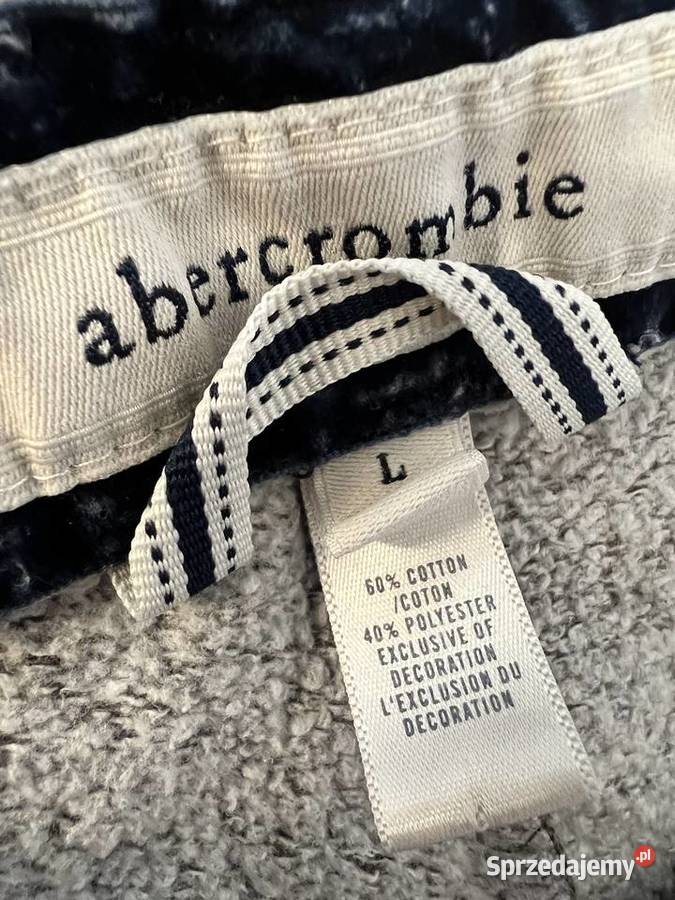 abercrombie
L
60% COTTON
/COTON
40% POLYESTER
EXCLUSIVE OF
DECORATION
L'EXCLUSION DU
DECORATION
Sprzedajemy.pl